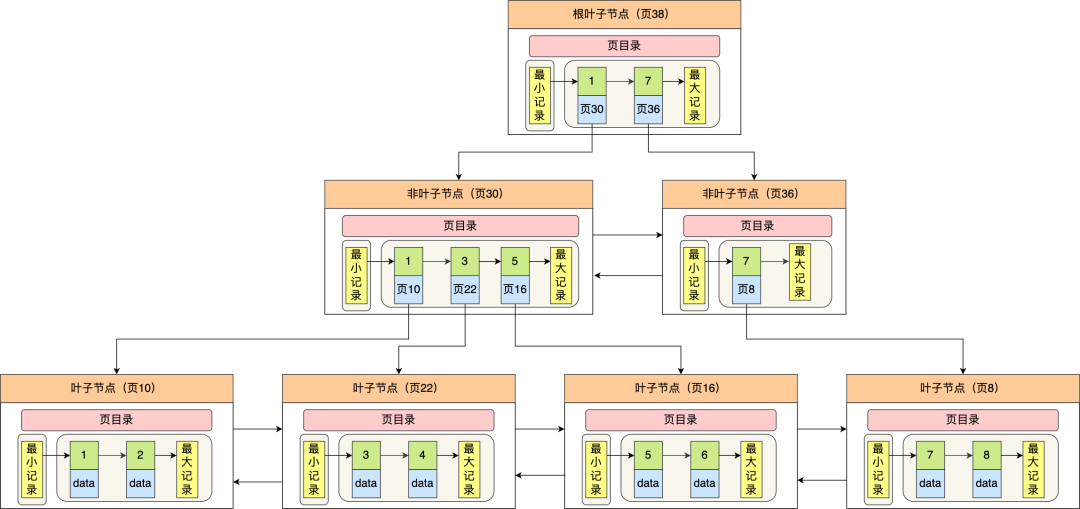 根叶子节点（页38）
页目录
最小记录
1
7
最大记录
页30
页36
非叶子节点（页30）
页目录
最小记录
1
3
5
最大记录
页10
页22
页16
非叶子节点（页36）
页目录
最小记录
7
最大记录
页8
叶子节点（页10）
页目录
最小记录
1
2
最大记录
data
data
叶子节点（页22）
页目录
最小记录
3
4
最大记录
data
data
叶子节点（页16）
页目录
最小记录
5
6
最大记录
data
data
叶子节点（页8）
页目录
最小记录
7
8
最大记录
data
data